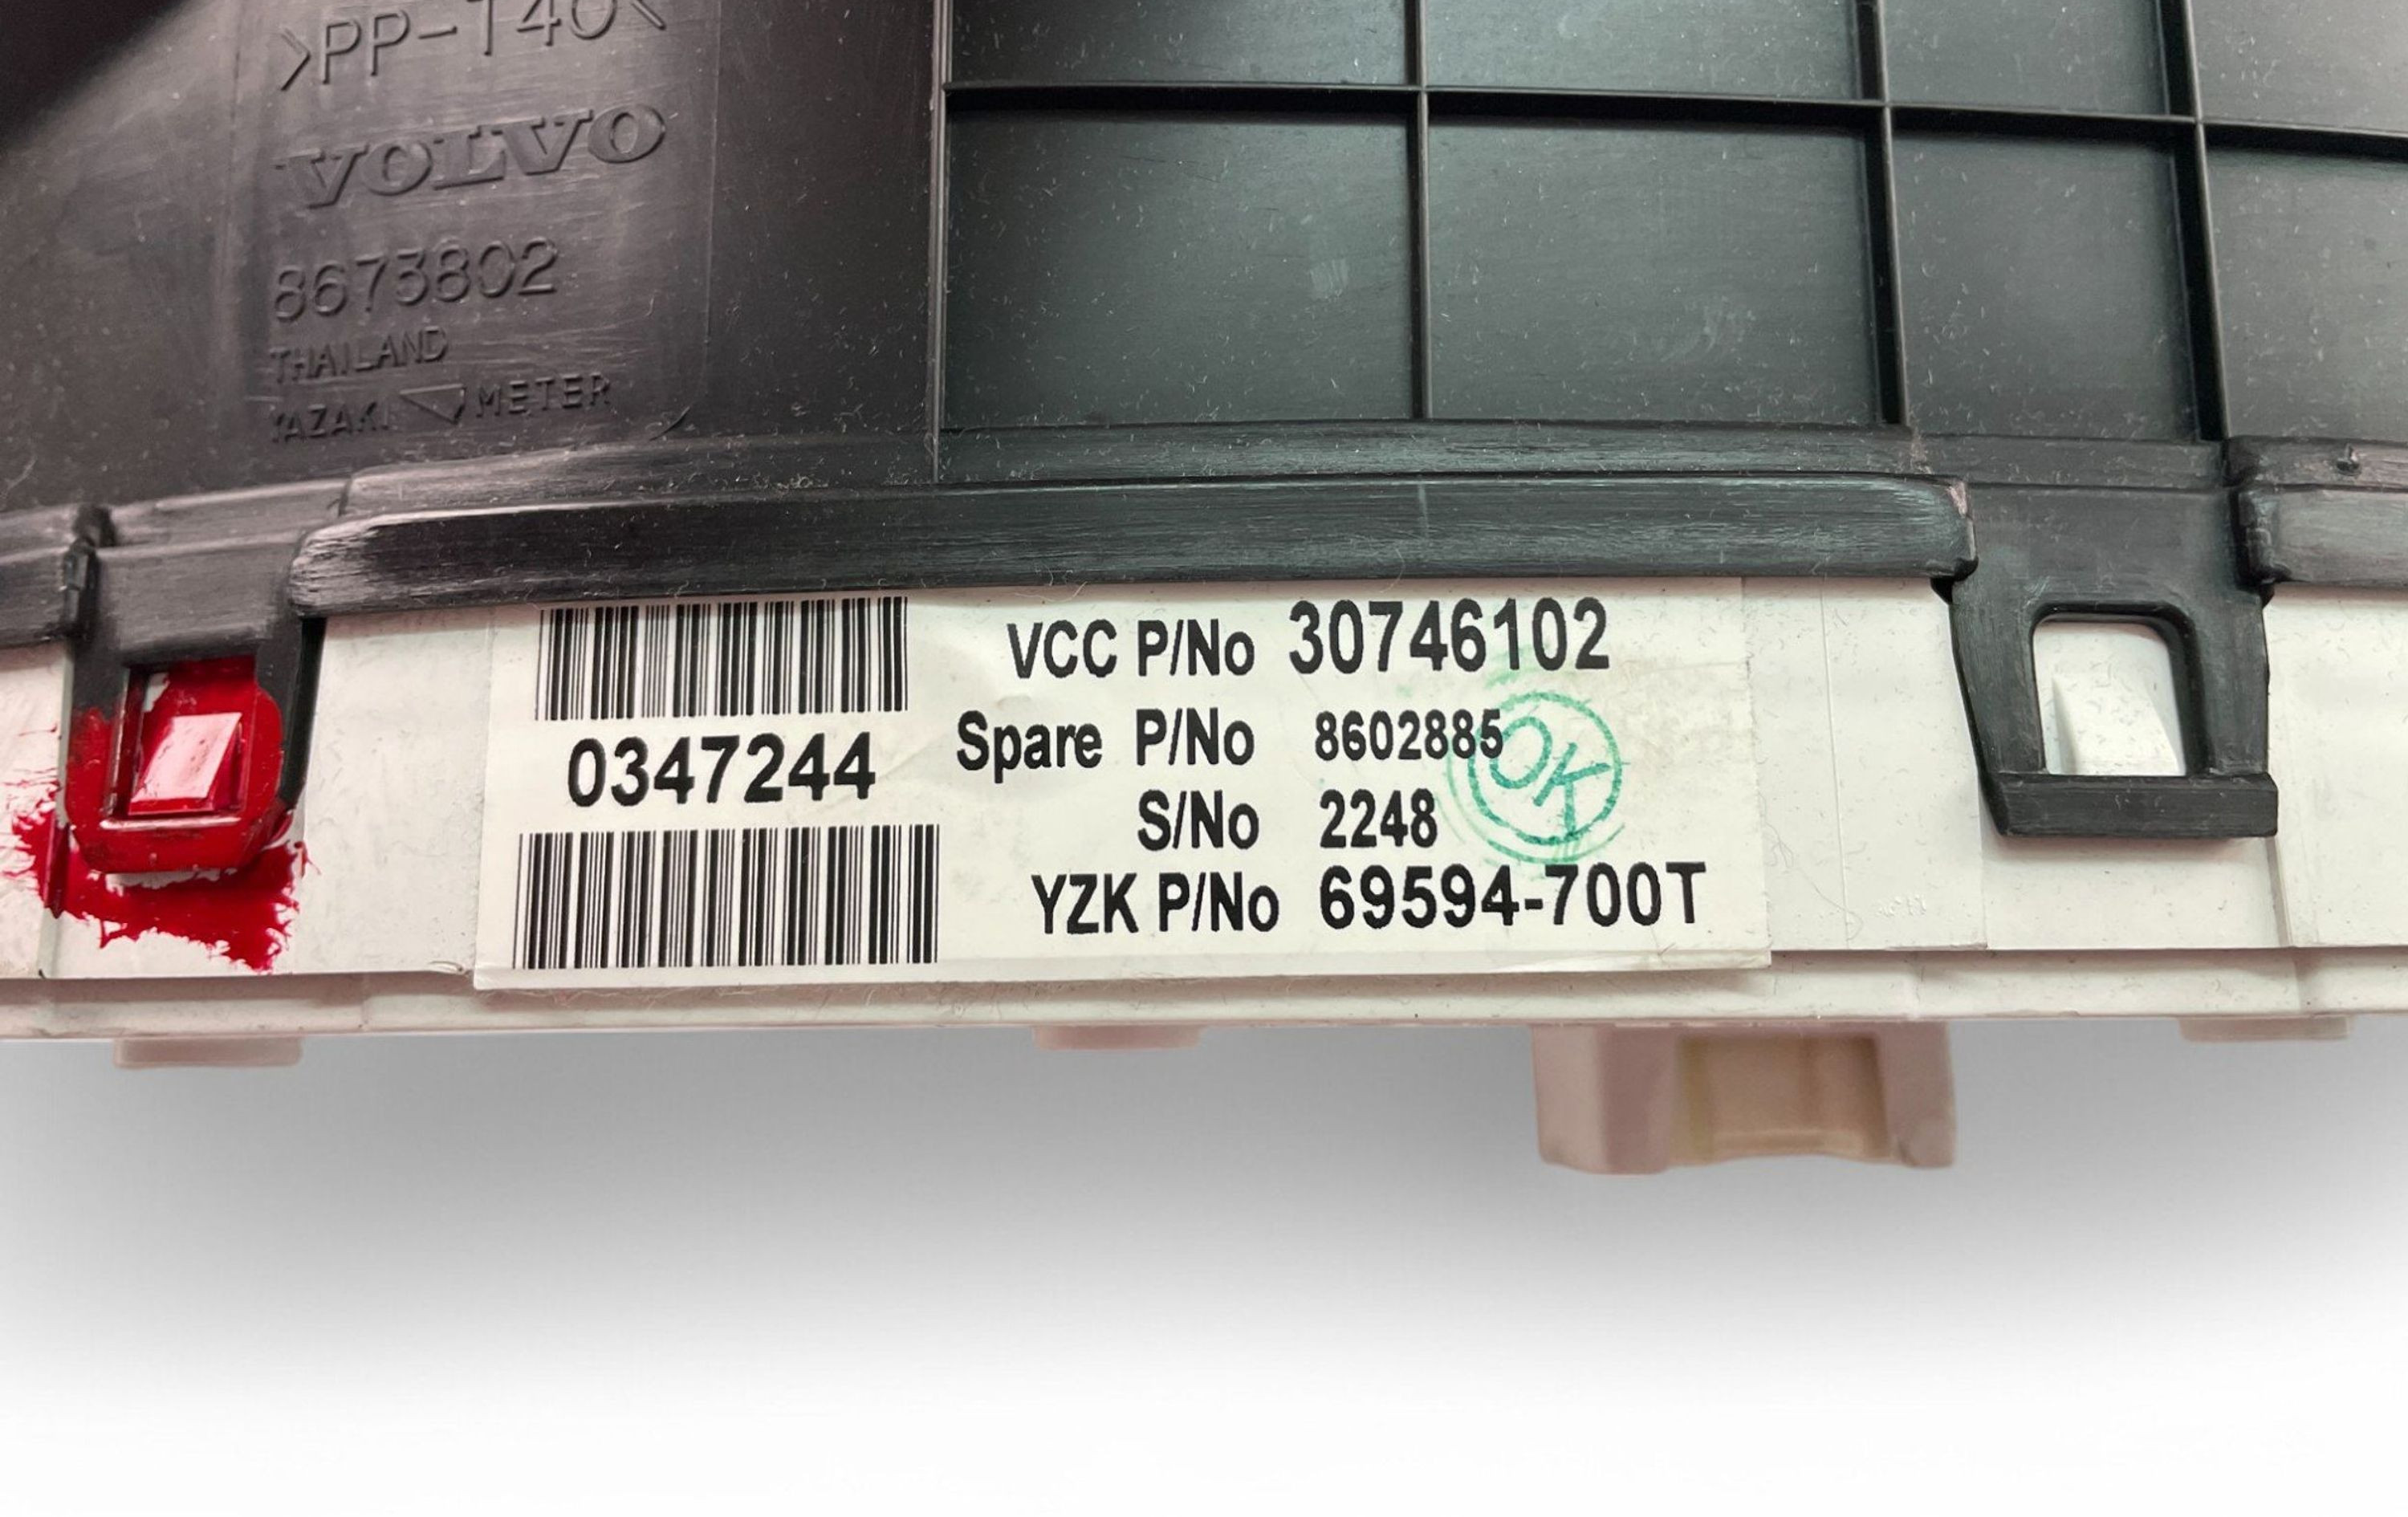 >PP-T40<
VOLVO
8673802
THAILAND
YAZAKI METER
VCC P/No 30746102
0347244
Spare P/No 8602885
OK
S/No 2248
YZK P/No 69594-700T